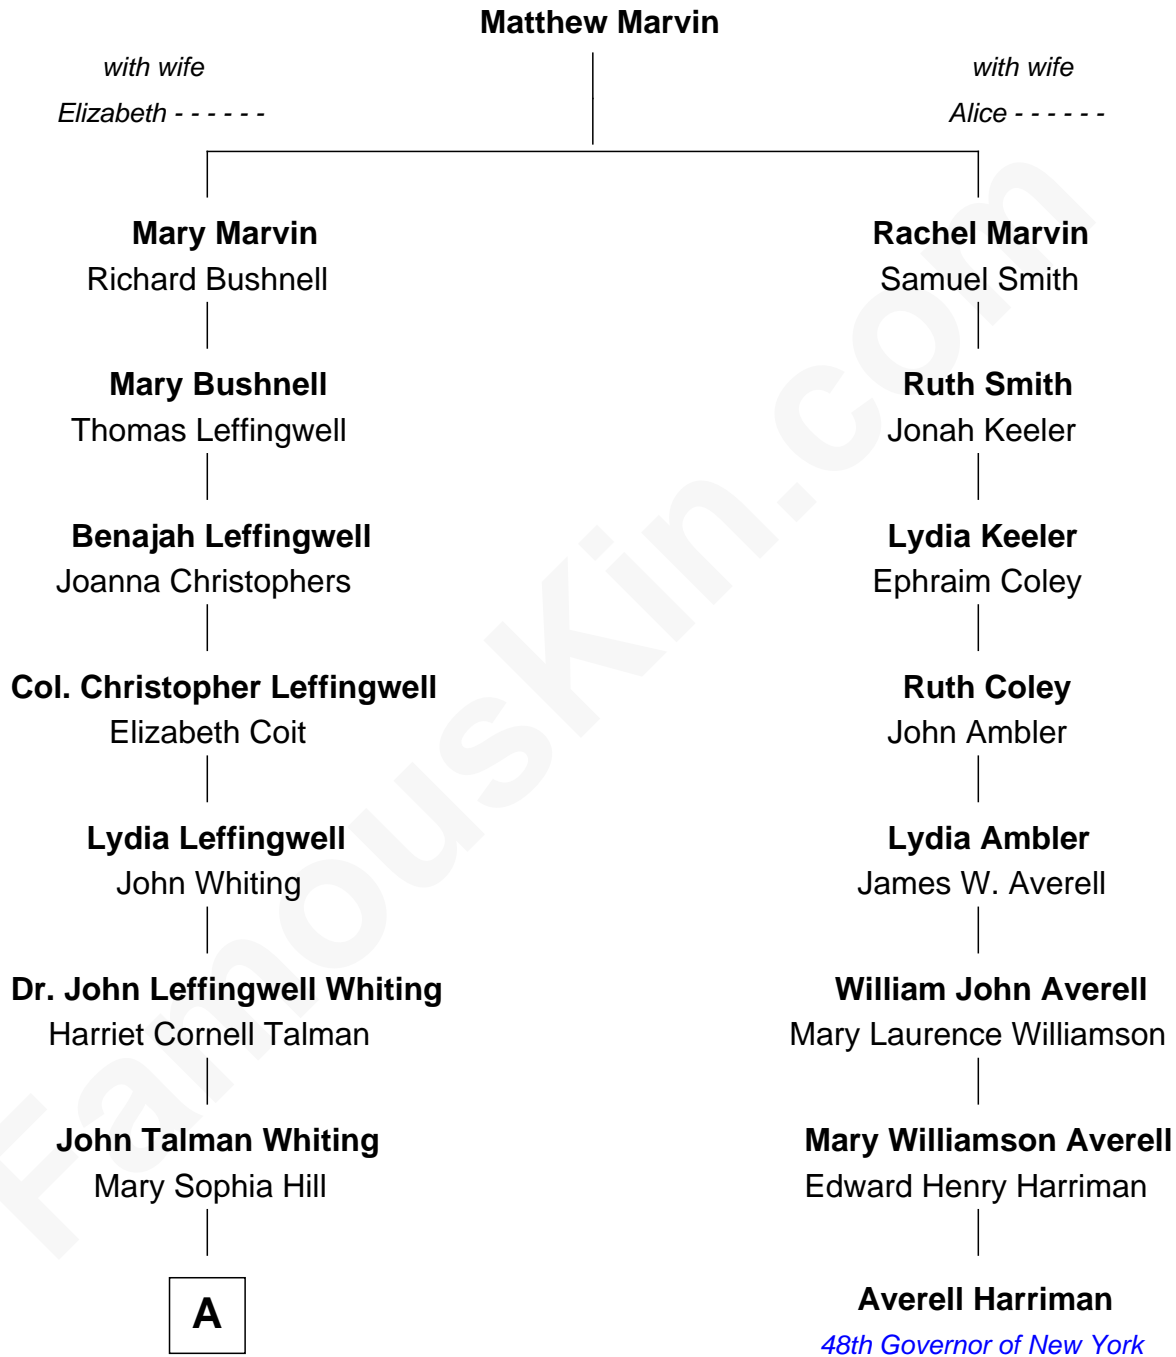 Matthew Marvin
with wife
Elizabeth - - - - - -
with wife
Alice - - - - - -
Mary Marvin
Richard Bushnell
Mary Bushnell
Thomas Leffingwell
Benajah Leffingwell
Joanna Christophers
Col. Christopher Leffingwell
Elizabeth Coit
Lydia Leffingwell
John Whiting
Dr. John Leffingwell Whiting
Harriet Cornell Talman
John Talman Whiting
Mary Sophia Hill
A
Rachel Marvin
Samuel Smith
Ruth Smith
Jonah Keeler
Lydia Keeler
Ephraim Coley
Ruth Coley
John Ambler
Lydia Ambler
James W. Averell
William John Averell
Mary Laurence Williamson
Mary Williamson Averell
Edward Henry Harriman
Averell Harriman
48th Governor of New York
FamousKin.com